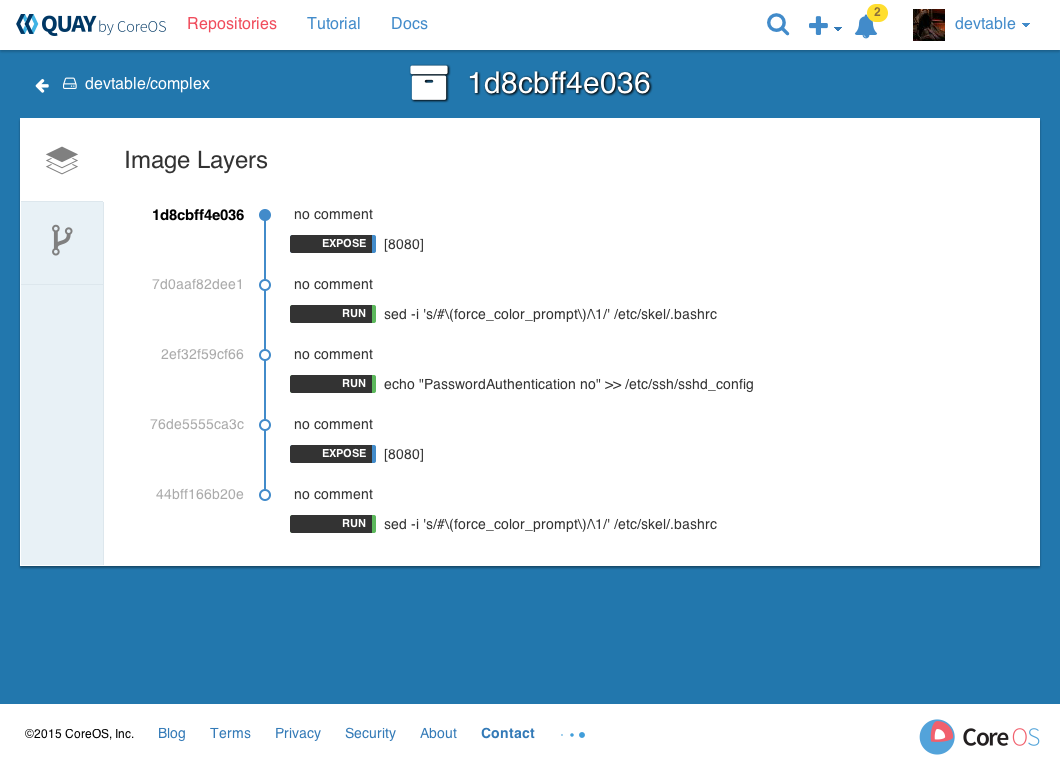 QUAY by CoreOS Repositories Tutorial Docs 2 devtable
devtable/complex 1d8cbff4e036
Image Layers
1d8cbff4e036 no comment
EXPOSE [8080]
7d0aaf82dee1 no comment
RUN sed -i 's/#\(force_color_prompt\)/\1/' /etc/skel/.bashrc
2ef32f59cf66 no comment
RUN echo "PasswordAuthentication no" >> /etc/ssh/sshd_config
76de5555ca3c no comment
EXPOSE [8080]
44bff166b20e no comment
RUN sed -i 's/#\(force_color_prompt\)/\1/' /etc/skel/.bashrc
©2015 CoreOS, Inc. Blog Terms Privacy Security About Contact Core OS